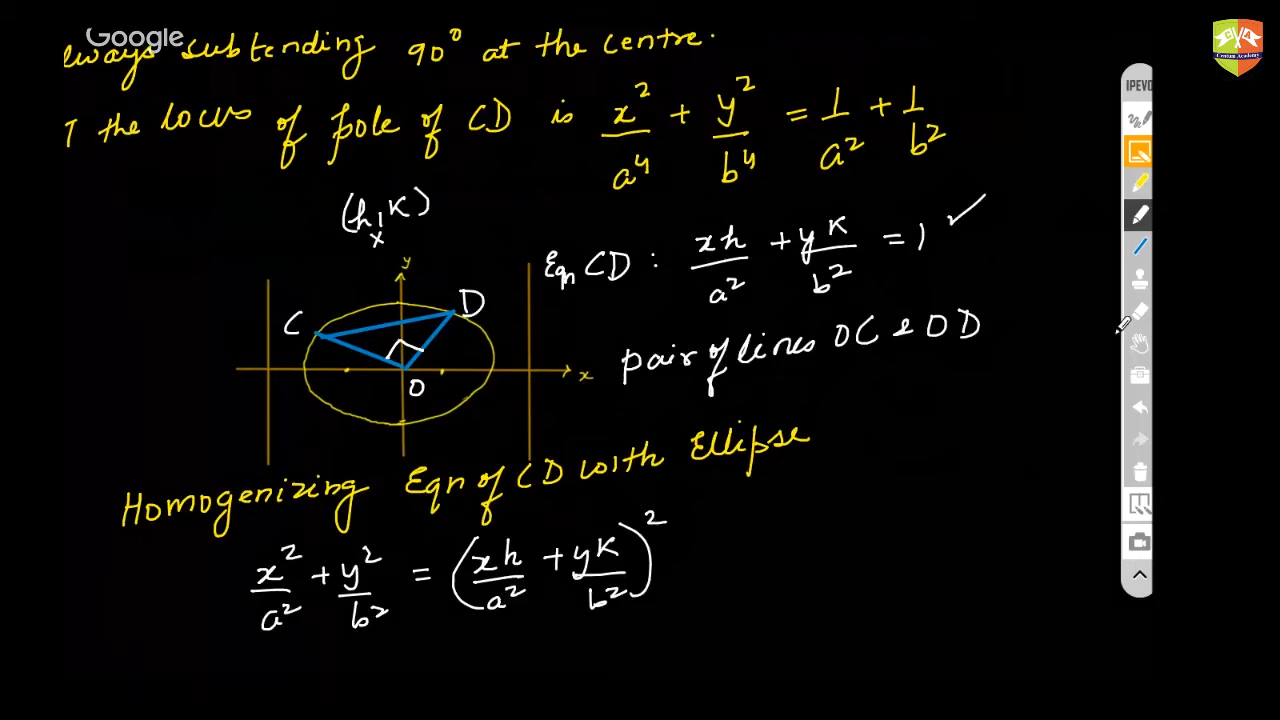 Google
always subtending 90° at the centre.
T the locus of pole of CD is x²/a⁴ + y²/b⁴ = 1/a² + 1/b²
(h,k)
x
y
Eqn CD : xh/a² + yk/b² = 1 ✓
C
D
O
x
pair of lines OC & OD
Homogenizing Eqn of CD with Ellipse
x²/a² + y²/b² = (xh/a² + yk/b²)²
IPEVO
Centum Academy